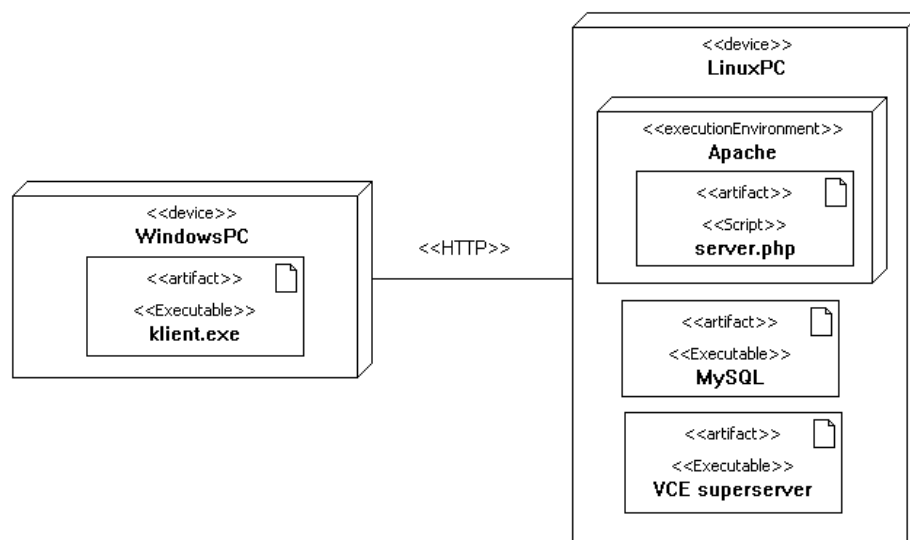 <<device>>
LinuxPC
<<executionEnvironment>>
Apache
<<artifact>>
<<Script>>
server.php
<<device>>
WindowsPC
<<artifact>>
<<Executable>>
klient.exe
<<HTTP>>
<<artifact>>
<<Executable>>
MySQL
<<artifact>>
<<Executable>>
VCE superserver